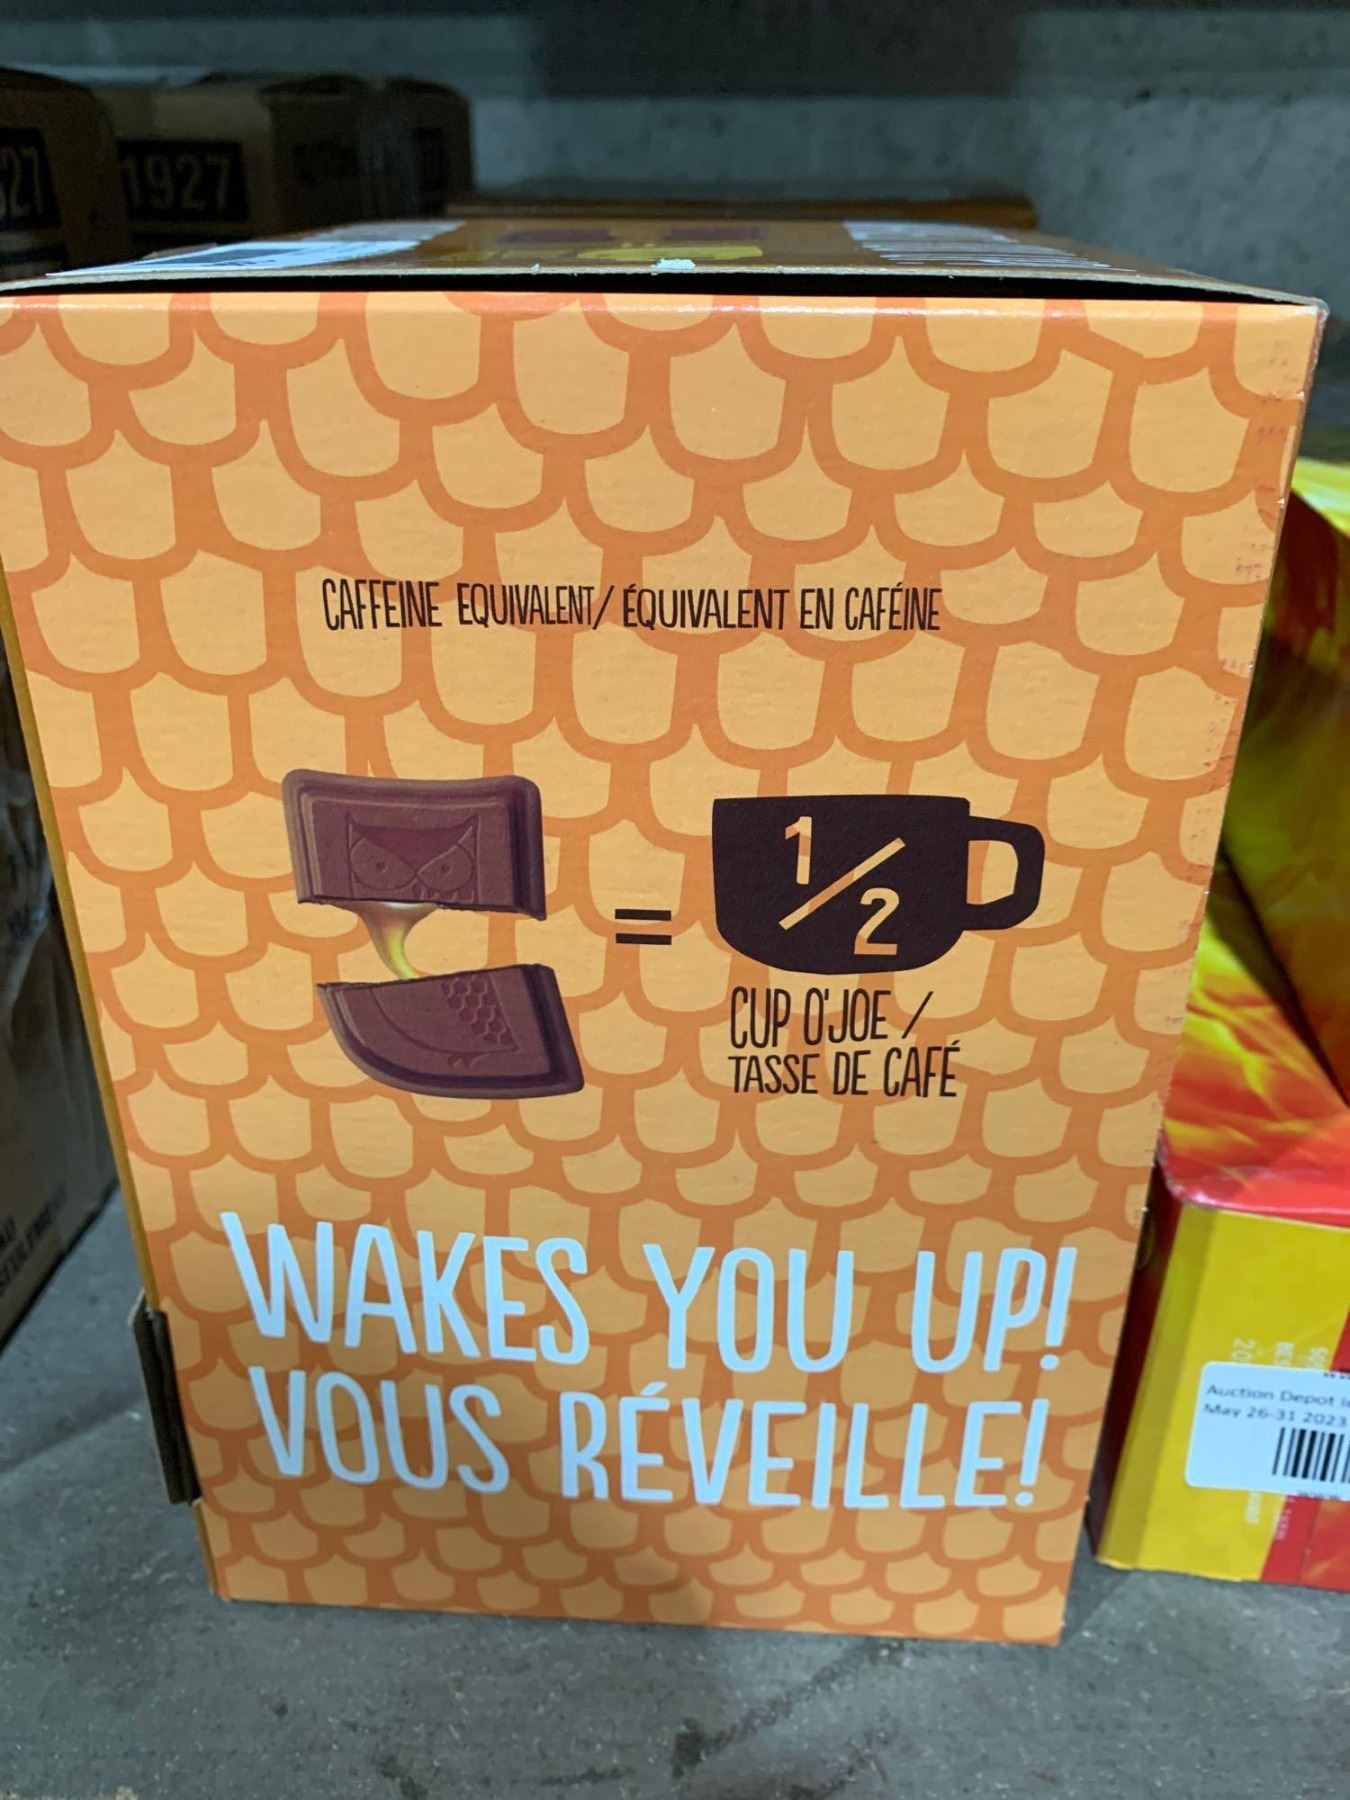 1927
CAFFEINE EQUIVALENT/ ÉQUIVALENT EN CAFÉINE
=
1/2
CUP O'JOE /
TASSE DE CAFÉ
WAKES YOU UP!
VOUS RÉVEILLE!
Auction Depot
May 26-31 2023